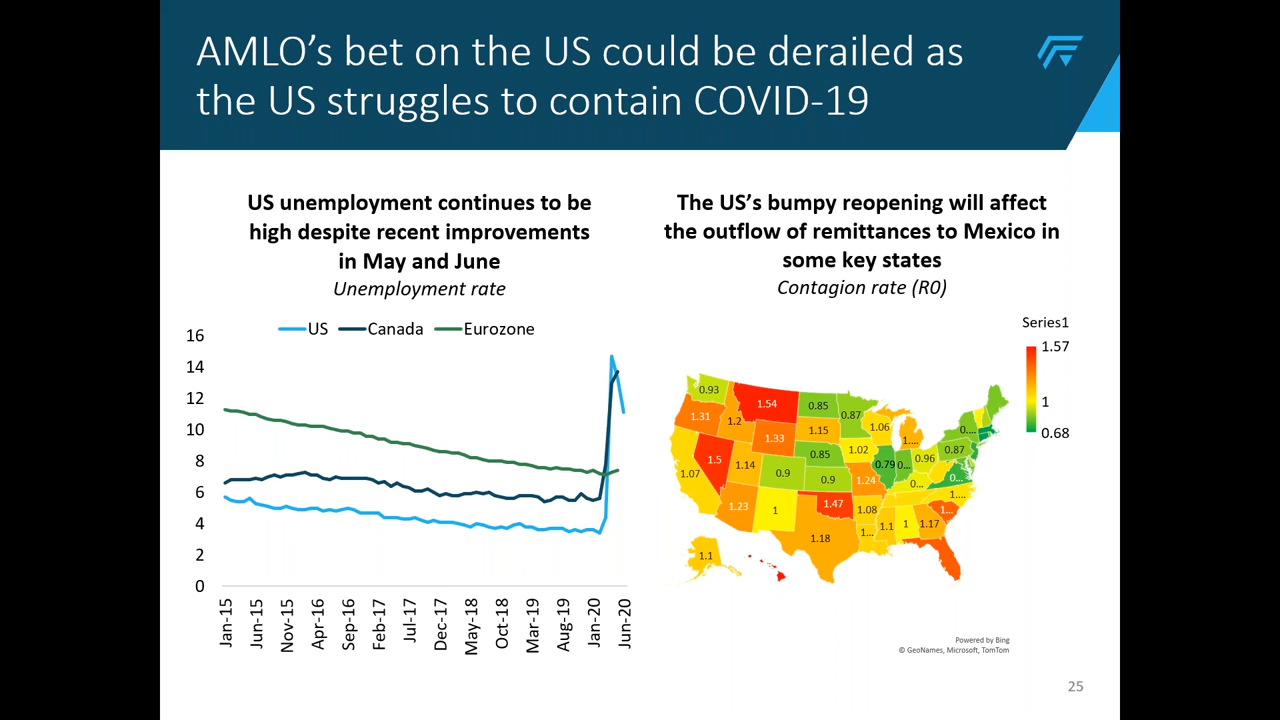 AMLO’s bet on the US could be derailed as
the US struggles to contain COVID-19
US unemployment continues to be
high despite recent improvements
in May and June
Unemployment rate
US Canada Eurozone
16
14
12
10
8
6
4
2
0
Jan-15
Jun-15
Nov-15
Apr-16
Sep-16
Feb-17
Jul-17
Dec-17
May-18
Oct-18
Mar-19
Aug-19
Jan-20
Jun-20
The US’s bumpy reopening will affect
the outflow of remittances to Mexico in
some key states
Contagion rate (R0)
Series1
1.57
1
0.68
0.93
1.54
0.85
0.87
1.31
1.2
1.33
1.15
1.06
1....
0....
1.07
1.5
1.14
0.9
0.85
1.02
0.79
0...
0.96
0.87
0.9
1.24
0...
0...
1.23
1
1.47
1.08
1....
1...
1.18
1...
1.1
1
1.17
1.1
Powered by Bing
© GeoNames, Microsoft, TomTom
25